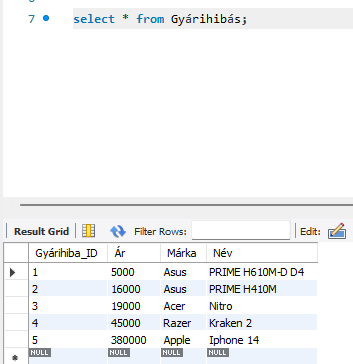 7 select * from Gyárihibás;
Result Grid Filter Rows: Edit:
Gyárihiba_ID Ár Márka Név
1 5000 Asus PRIME H610M-D D4
2 16000 Asus PRIME H410M
3 19000 Acer Nitro
4 45000 Razer Kraken 2
5 380000 Apple Iphone 14
NULL NULL NULL NULL